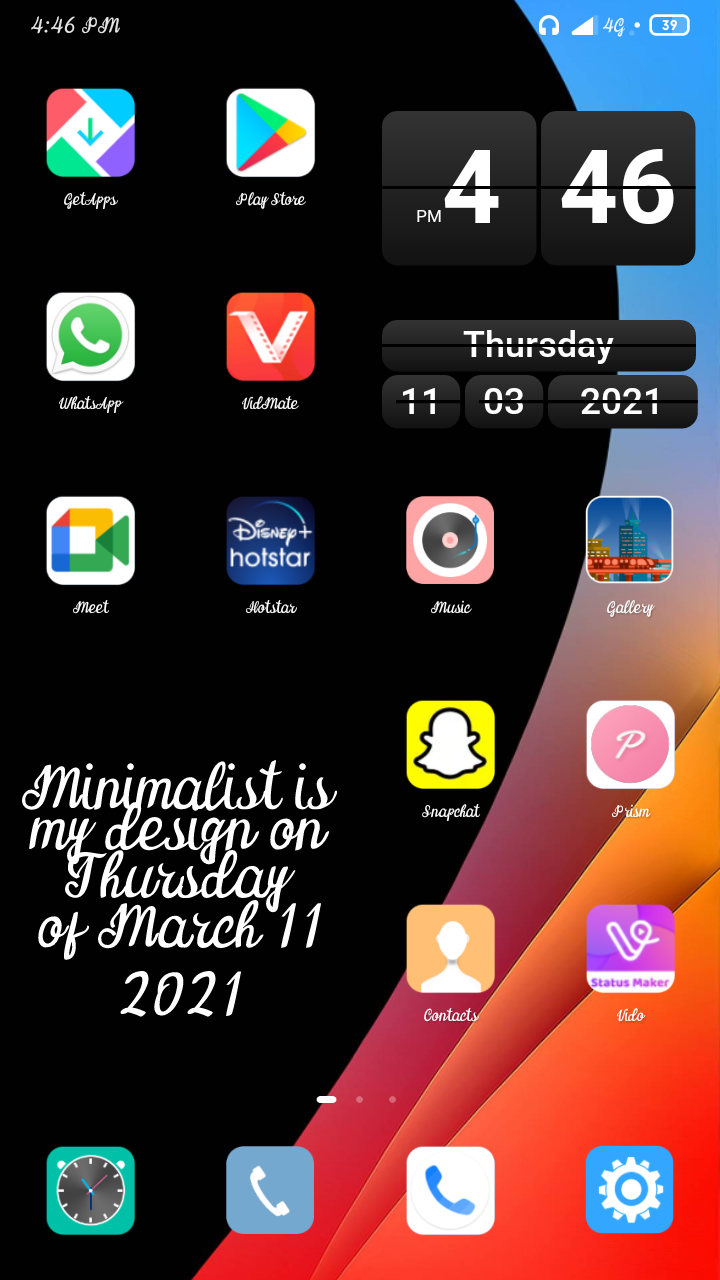 4:46 PM
4G
39
GetApps
Play Store
PM 4 46
WhatsApp
VidMate
Thursday
11 03 2021
Disney+
hotstar
Meet
Hotstar
Music
Gallery
Snapchat
P
Prism
Minimalist is
my design on
Thursday
of March 11
2021
Status Maker
Contacts
Vido